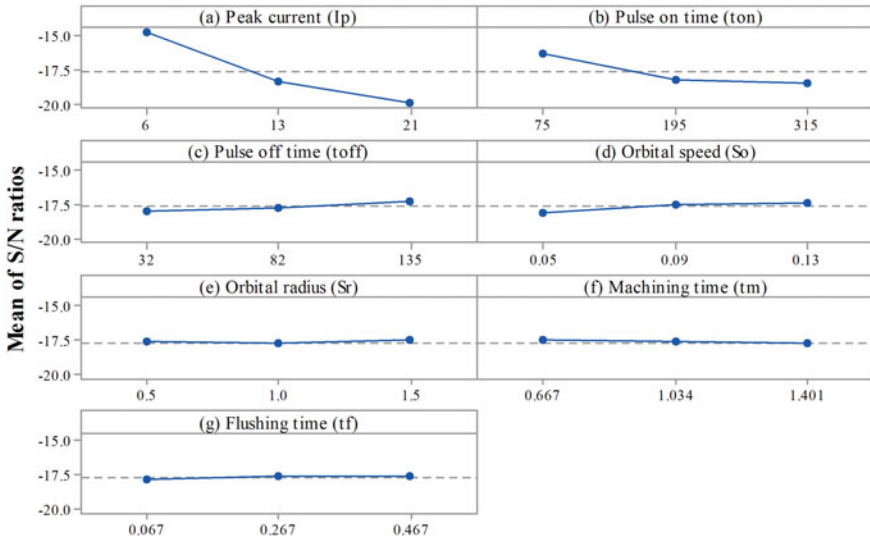 Mean of S/N ratios
(a) Peak current (Ip)
(b) Pulse on time (ton)
-15.0
-17.5
-20.0
6 13 21
75 195 315
(c) Pulse off time (toff)
(d) Orbital speed (So)
-15.0
-17.5
-20.0
32 82 135
0.05 0.09 0.13
(e) Orbital radius (Sr)
(f) Machining time (tm)
-15.0
-17.5
-20.0
0.5 1.0 1.5
0.667 1.034 1.401
(g) Flushing time (tf)
-15.0
-17.5
-20.0
0.067 0.267 0.467